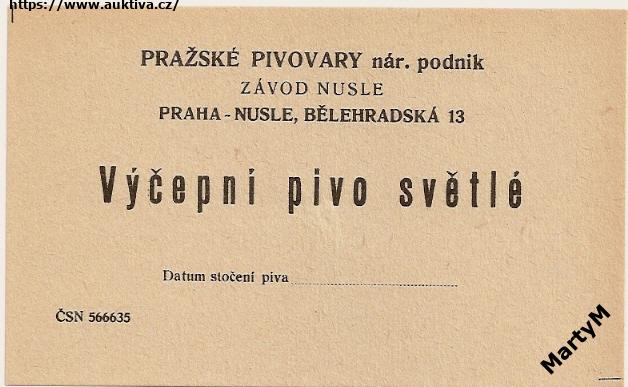 https://www.auktiva.cz/
PRAŽSKÉ PIVOVARY nár. podnik
ZÁVOD NUSLE
PRAHA - NUSLE, BĚLEHRADSKÁ 13
Výčepní pivo světlé
Datum stočení piva
ČSN 566635
MartyM